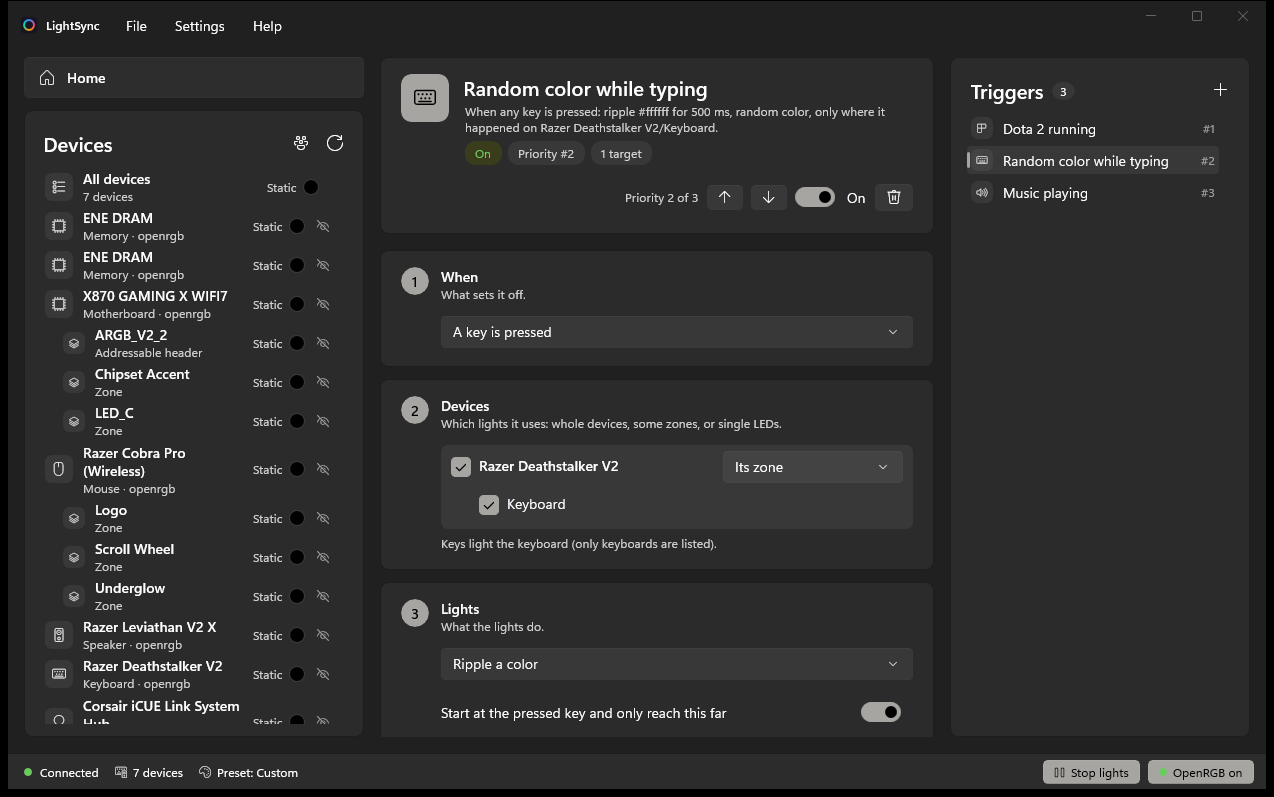 LightSync File Settings Help
Home
Devices
All devices
7 devices
Static
ENE DRAM
Memory · openrgb
Static
ENE DRAM
Memory · openrgb
Static
X870 GAMING X WIFI7
Motherboard · openrgb
Static
ARGB_V2_2
Addressable header
Static
Chipset Accent
Zone
Static
LED_C
Zone
Static
Razer Cobra Pro
(Wireless)
Mouse · openrgb
Static
Logo
Zone
Static
Scroll Wheel
Zone
Static
Underglow
Zone
Static
Razer Leviathan V2 X
Speaker · openrgb
Static
Razer Deathstalker V2
Keyboard · openrgb
Static
Corsair iCUE Link System
Hub
Static
Random color while typing
When any key is pressed: ripple #ffffff for 500 ms, random color, only where it
happened on Razer Deathstalker V2/Keyboard.
On Priority #2 1 target
Priority 2 of 3 On
1 When
What sets it off.
A key is pressed
2 Devices
Which lights it uses: whole devices, some zones, or single LEDs.
Razer Deathstalker V2 Its zone
Keyboard
Keys light the keyboard (only keyboards are listed).
3 Lights
What the lights do.
Ripple a color
Start at the pressed key and only reach this far
Triggers 3
Dota 2 running #1
Random color while typing #2
Music playing #3
Connected 7 devices Preset: Custom Stop lights OpenRGB on